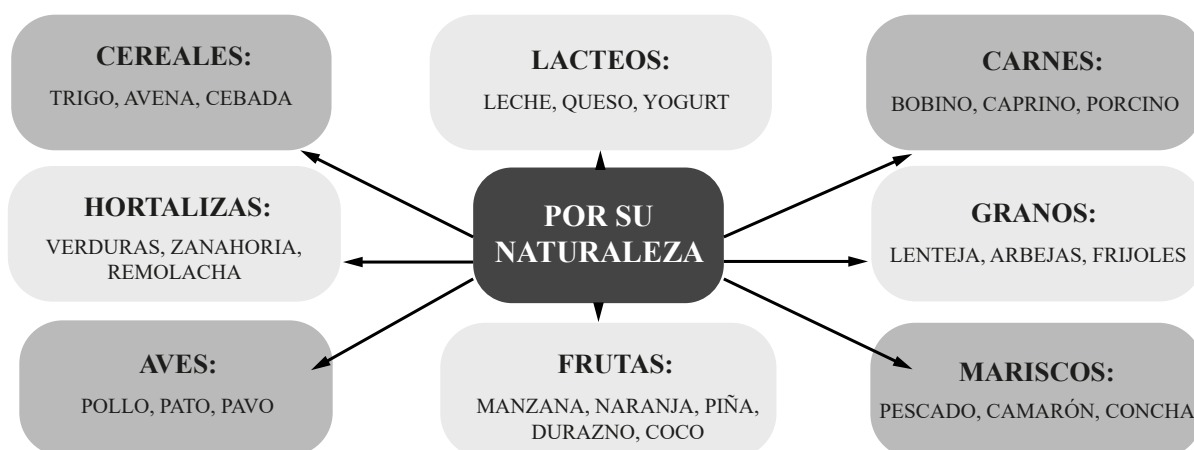 CEREALES:
TRIGO, AVENA, CEBADA
LACTEOS:
LECHE, QUESO, YOGURT
CARNES:
BOBINO, CAPRINO, PORCINO
HORTALIZAS:
VERDURAS, ZANAHORIA,
REMOLACHA
POR SU
NATURALEZA
GRANOS:
LENTEJA, ARBEJAS, FRIJOLES
AVES:
POLLO, PATO, PAVO
FRUTAS:
MANZANA, NARANJA, PIÑA,
DURAZNO, COCO
MARISCOS:
PESCADO, CAMARÓN, CONCHA